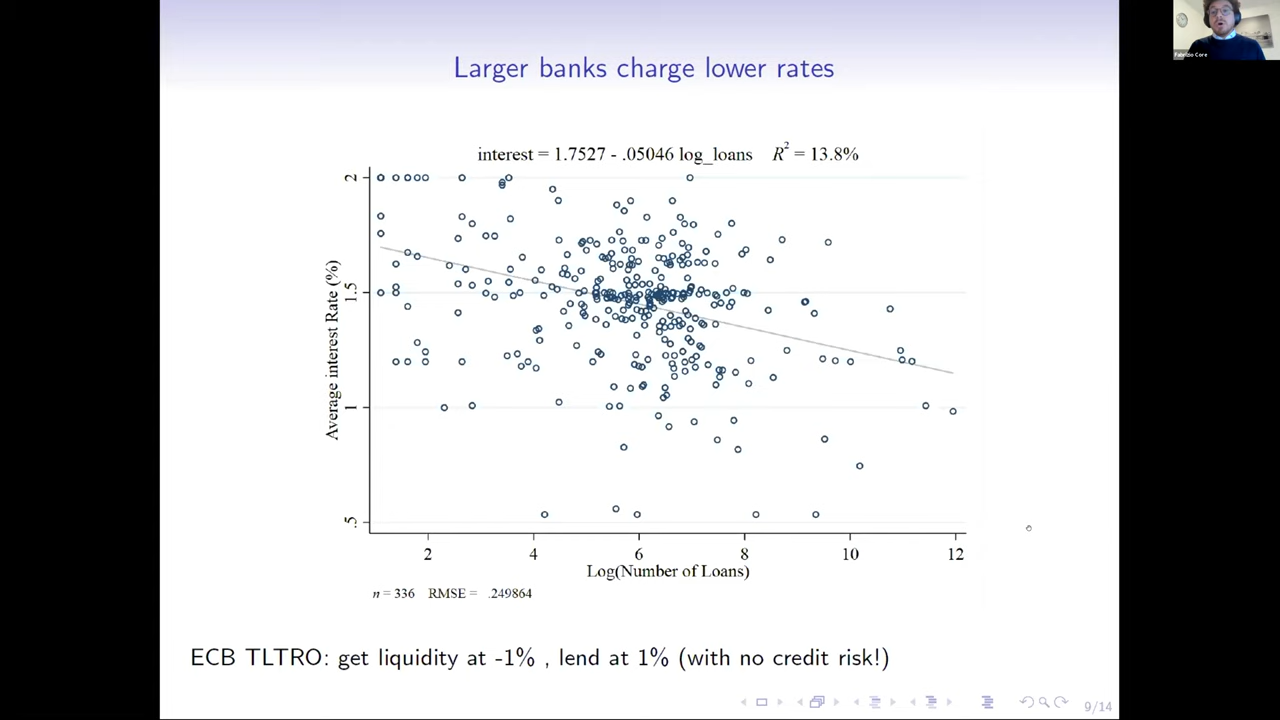 Larger banks charge lower rates
Fabrizio Core
interest = 1.7527 - .05046 log_loans R² = 13.8%
2
1.5
1
.5
Average interest Rate (%)
2 4 6 8 10 12
Log(Number of Loans)
n = 336 RMSE = .249864
ECB TLTRO: get liquidity at -1% , lend at 1% (with no credit risk!)
9/14